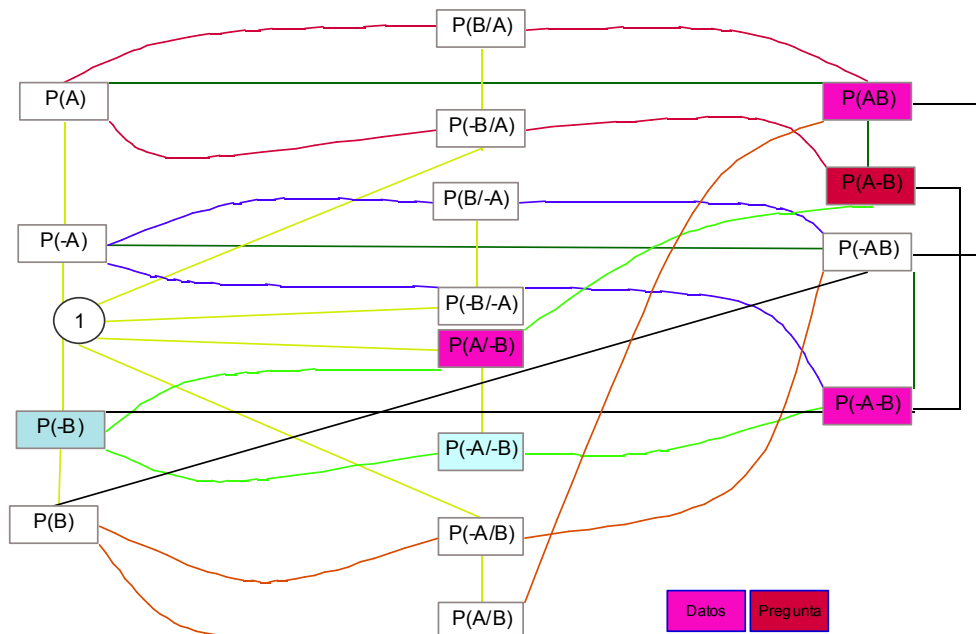 P(B/A)
P(A)
P(AB)
P(-B/A)
P(A-B)
P(B/-A)
P(-A)
P(-AB)
P(-B/-A)
1
P(A/-B)
P(-A-B)
P(-B)
P(-A/-B)
P(B)
P(-A/B)
P(A/B)
Datos
Pregunta